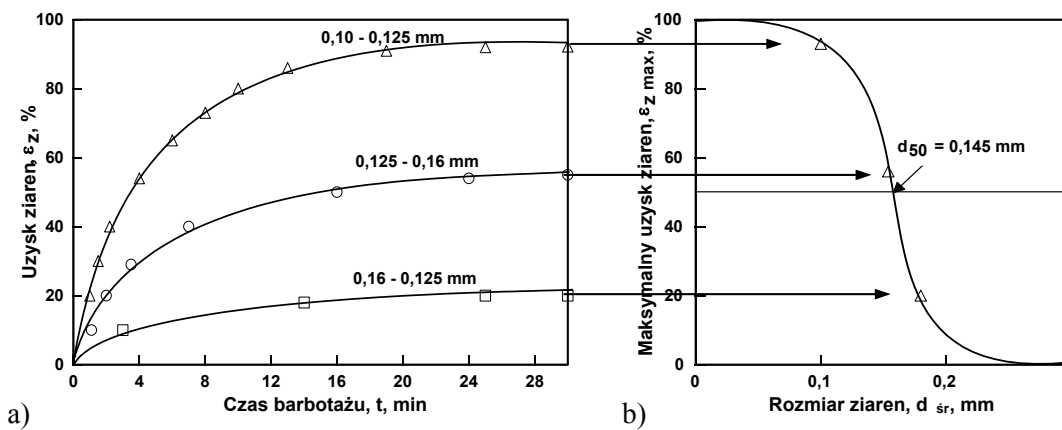 Uzysk ziaren, ε z, %
100
80
60
40
20
0
0 4 8 12 16 20 24 28
30
0,10 - 0,125 mm
0,125 - 0,16 mm
0,16 - 0,125 mm
Czas barbotażu, t, min
a)
Maksymalny uzysk ziaren, ε z max, %
100
80
60
40
20
0
0 0,1 0,2
d50 = 0,145 mm
Rozmiar ziaren, d śr, mm
b)